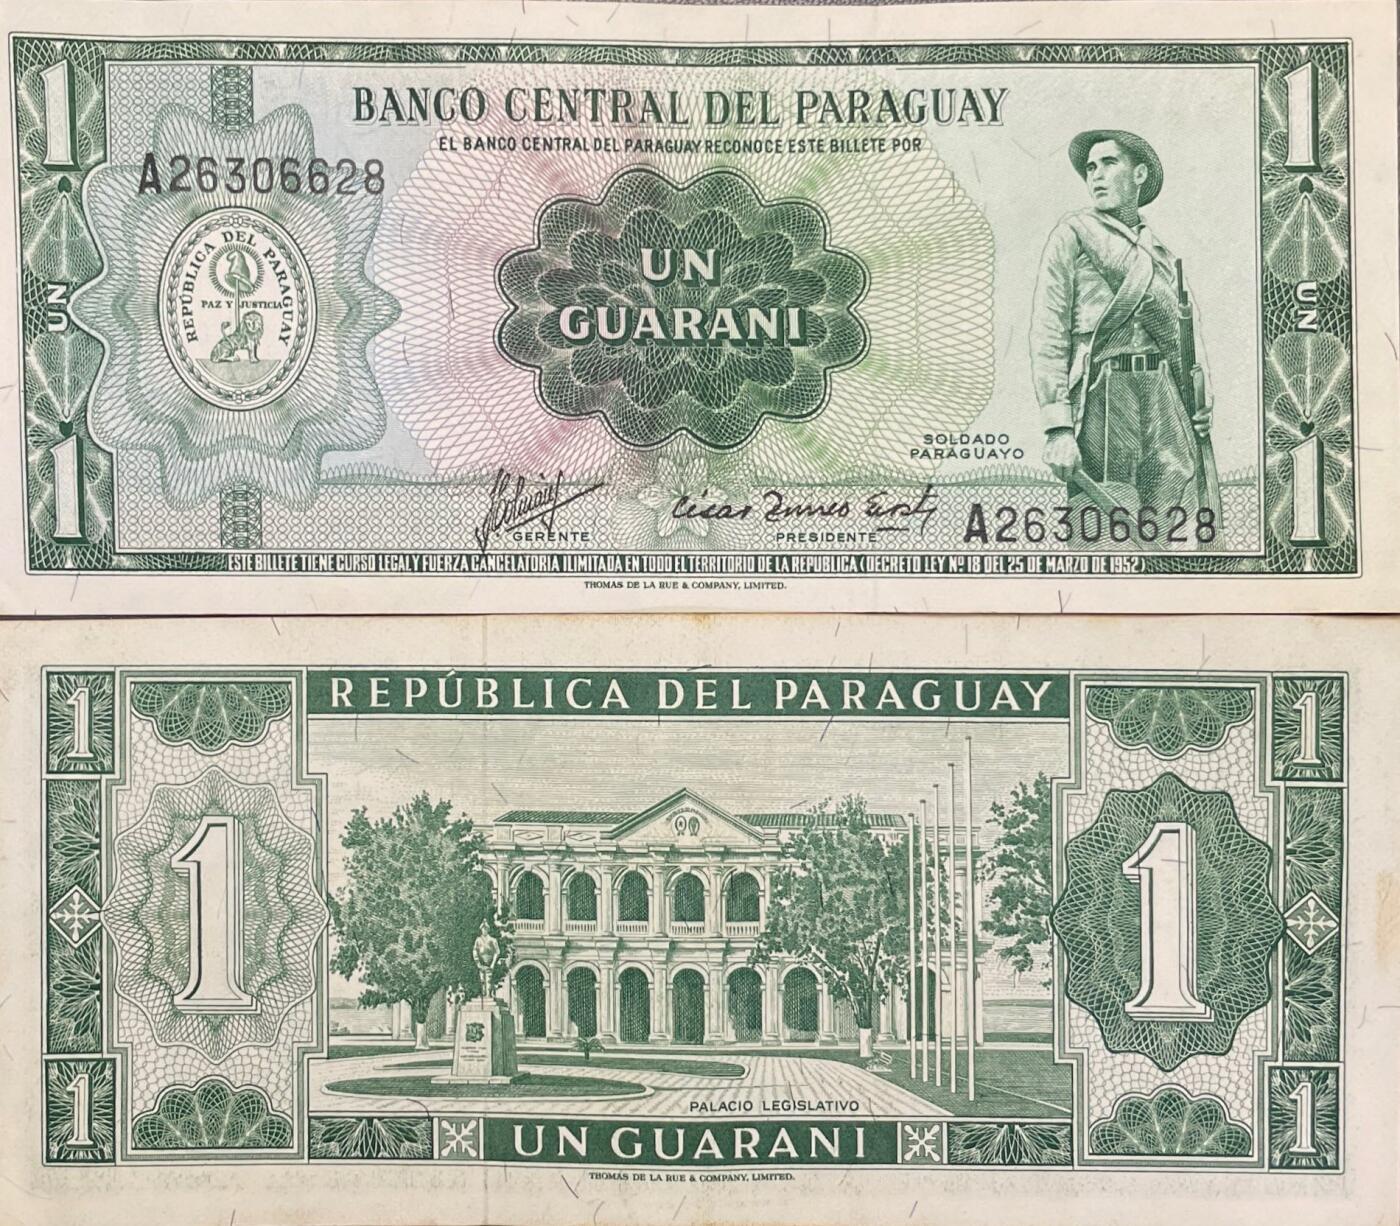 1
1
BANCO CENTRAL DEL PARAGUAY
EL BANCO CENTRAL DEL PARAGUAY RECONOCE ESTE BILLETE POR
A26306628
REPÚBLICA DEL PARAGUAY
PAZ Y JUSTICIA
UN
GUARANI
UN
UN
SOLDADO
PARAGUAYO
1
1
GERENTE
César Romeo Acosta
PRESIDENTE
A26306628
ESTE BILLETE TIENE CURSO LEGAL Y FUERZA CANCELATORIA ILIMITADA EN TODO EL TERRITORIO DE LA REPUBLICA (DECRETO LEY Nº 18 DEL 25 DE MARZO DE 1952)
THOMAS DE LA RUE & COMPANY, LIMITED.
1
REPÚBLICA DEL PARAGUAY
1
1
1
PALACIO LEGISLATIVO
1
UN GUARANI
1
THOMAS DE LA RUE & COMPANY, LIMITED.